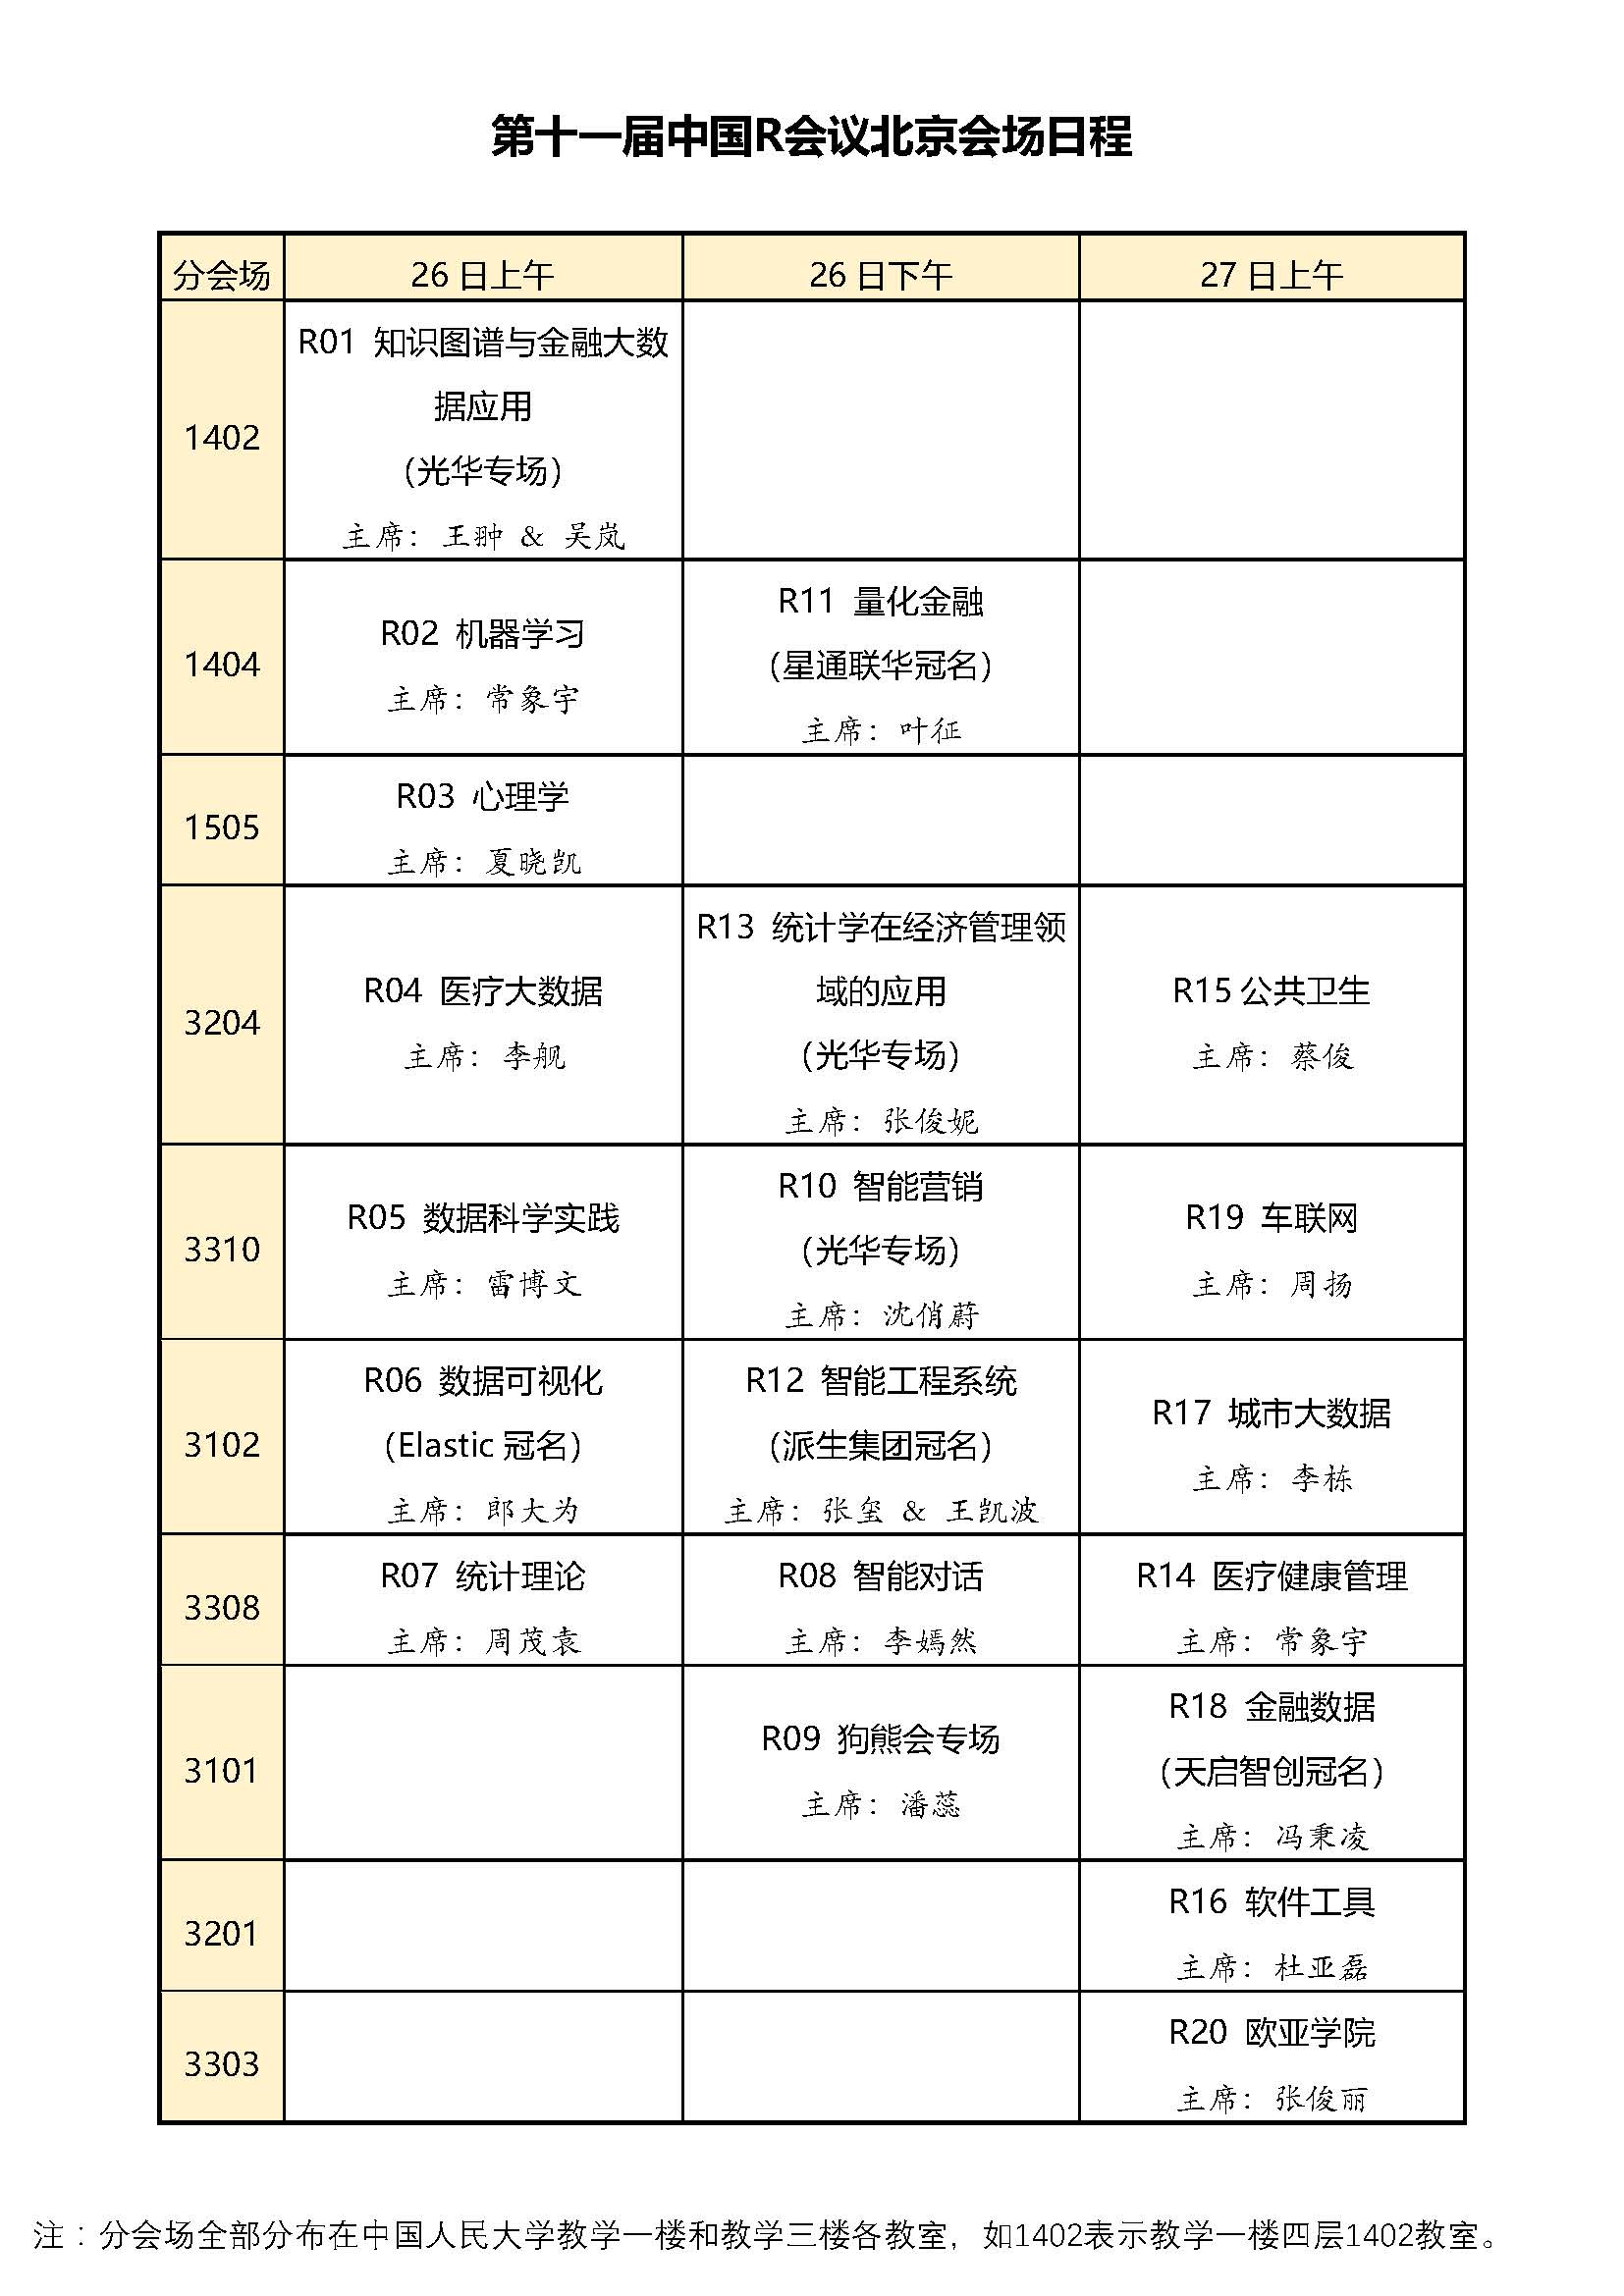 第十一届中国R会议北京会场日程
分会场 26日上午 26日下午 27日上午
1402
R01 知识图谱与金融大数
据应用
（光华专场）
主席：王翀 & 吴岚
1404
R02 机器学习
主席：常象宇
R11 量化金融
（星通联华冠名）
主席：叶征
1505
R03 心理学
主席：夏晓凯
3204
R04 医疗大数据
主席：李舰
R13 统计学在经济管理领
域的应用
（光华专场）
主席：张俊妮
R15公共卫生
主席：蔡俊
3310
R05 数据科学实践
主席：雷博文
R10 智能营销
（光华专场）
主席：沈俏蔚
R19 车联网
主席：周扬
3102
R06 数据可视化
（Elastic冠名）
主席：郎大为
R12 智能工程系统
（派生集团冠名）
主席：张玺 & 王凯波
R17 城市大数据
主席：李栋
3308
R07 统计理论
主席：周茂袁
R08 智能对话
主席：李嫣然
R14 医疗健康管理
主席：常象宇
3101
R09 狗熊会专场
主席：潘蕊
R18 金融数据
（天启智创冠名）
主席：冯秉凌
3201
R16 软件工具
主席：杜亚磊
3303
R20 欧亚学院
主席：张俊丽
注：分会场全部分布在中国人民大学教学一楼和教学三楼各教室，如1402表示教学一楼四层1402教室。